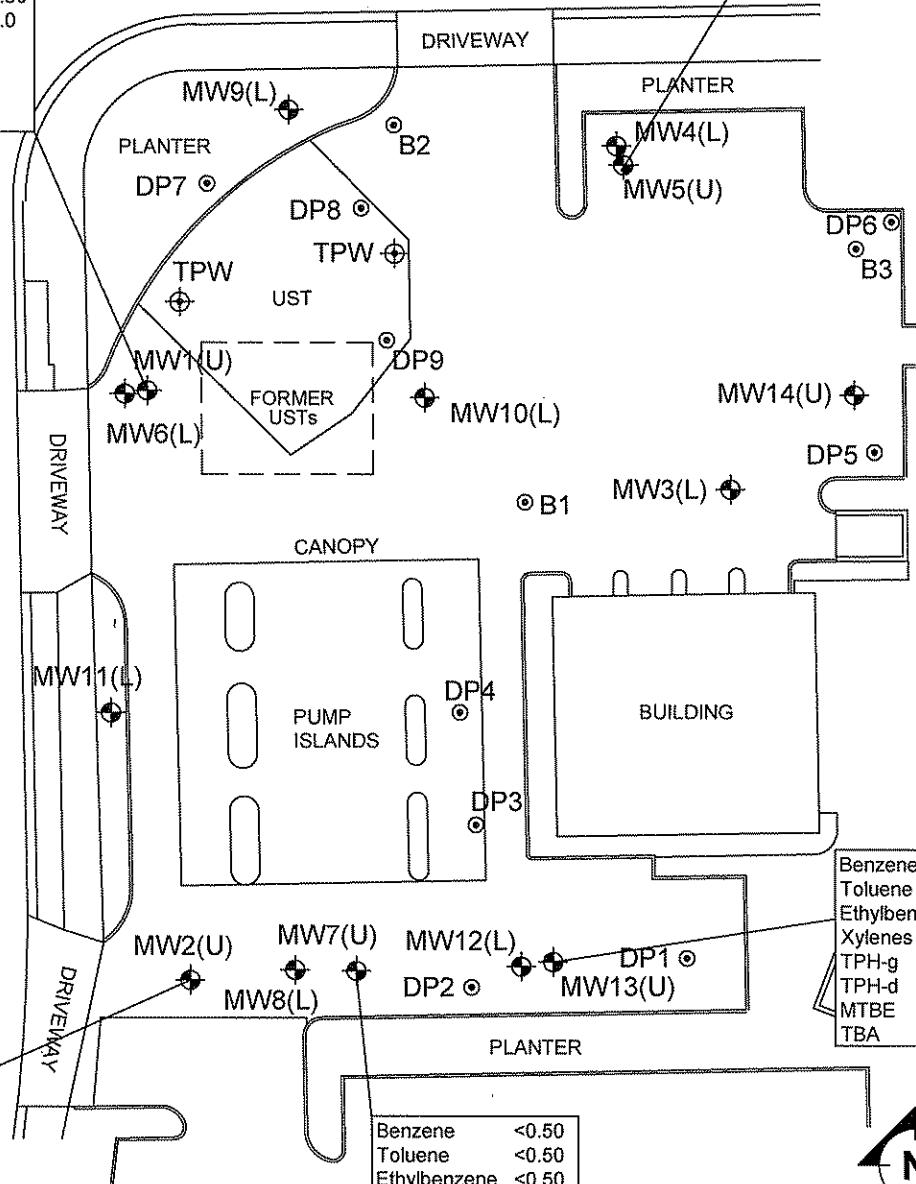 .0
DRIVEWAY
PLANTER
MW9(L)
B2
MW4(L)
PLANTER
MW5(U)
DP7
DP8
DP6
TPW
B3
TPW
UST
MW1(U)
DP9
FORMER
USTs
MW14(U)
MW10(L)
MW6(L)
DRIVEWAY
DP5
MW3(L)
B1
CANOPY
MW11(L)
DP4
PUMP
ISLANDS
BUILDING
DP3
Benzene
Toluene
Ethylben
Xylenes
TPH-g
TPH-d
MTBE
TBA
MW2(U)
MW7(U)
MW12(L)
DP1
DP2
MW13(U)
MW8(L)
DRIVEWAY
PLANTER
Benzene <0.50
Toluene <0.50
Ethylbenzene <0.50
N